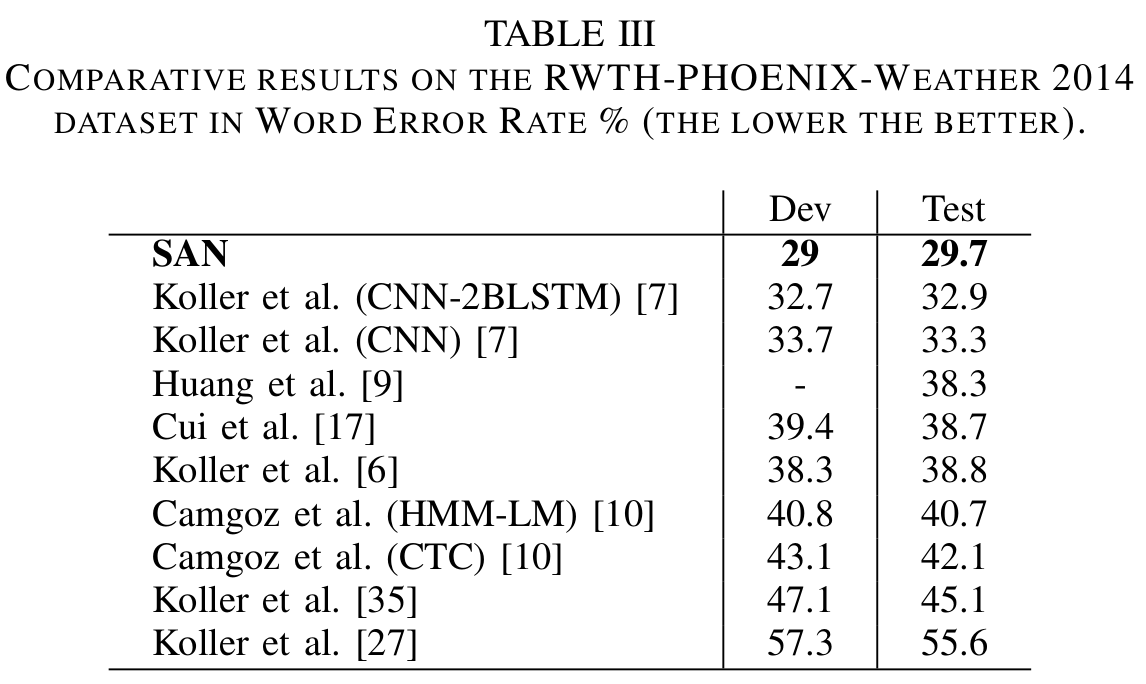 TABLE III
COMPARATIVE RESULTS ON THE RWTH-PHOENIX-WEATHER 2014
DATASET IN WORD ERROR RATE % (THE LOWER THE BETTER).
Dev Test
SAN 29 29.7
Koller et al. (CNN-2BLSTM) [7] 32.7 32.9
Koller et al. (CNN) [7] 33.7 33.3
Huang et al. [9] - 38.3
Cui et al. [17] 39.4 38.7
Koller et al. [6] 38.3 38.8
Camgoz et al. (HMM-LM) [10] 40.8 40.7
Camgoz et al. (CTC) [10] 43.1 42.1
Koller et al. [35] 47.1 45.1
Koller et al. [27] 57.3 55.6